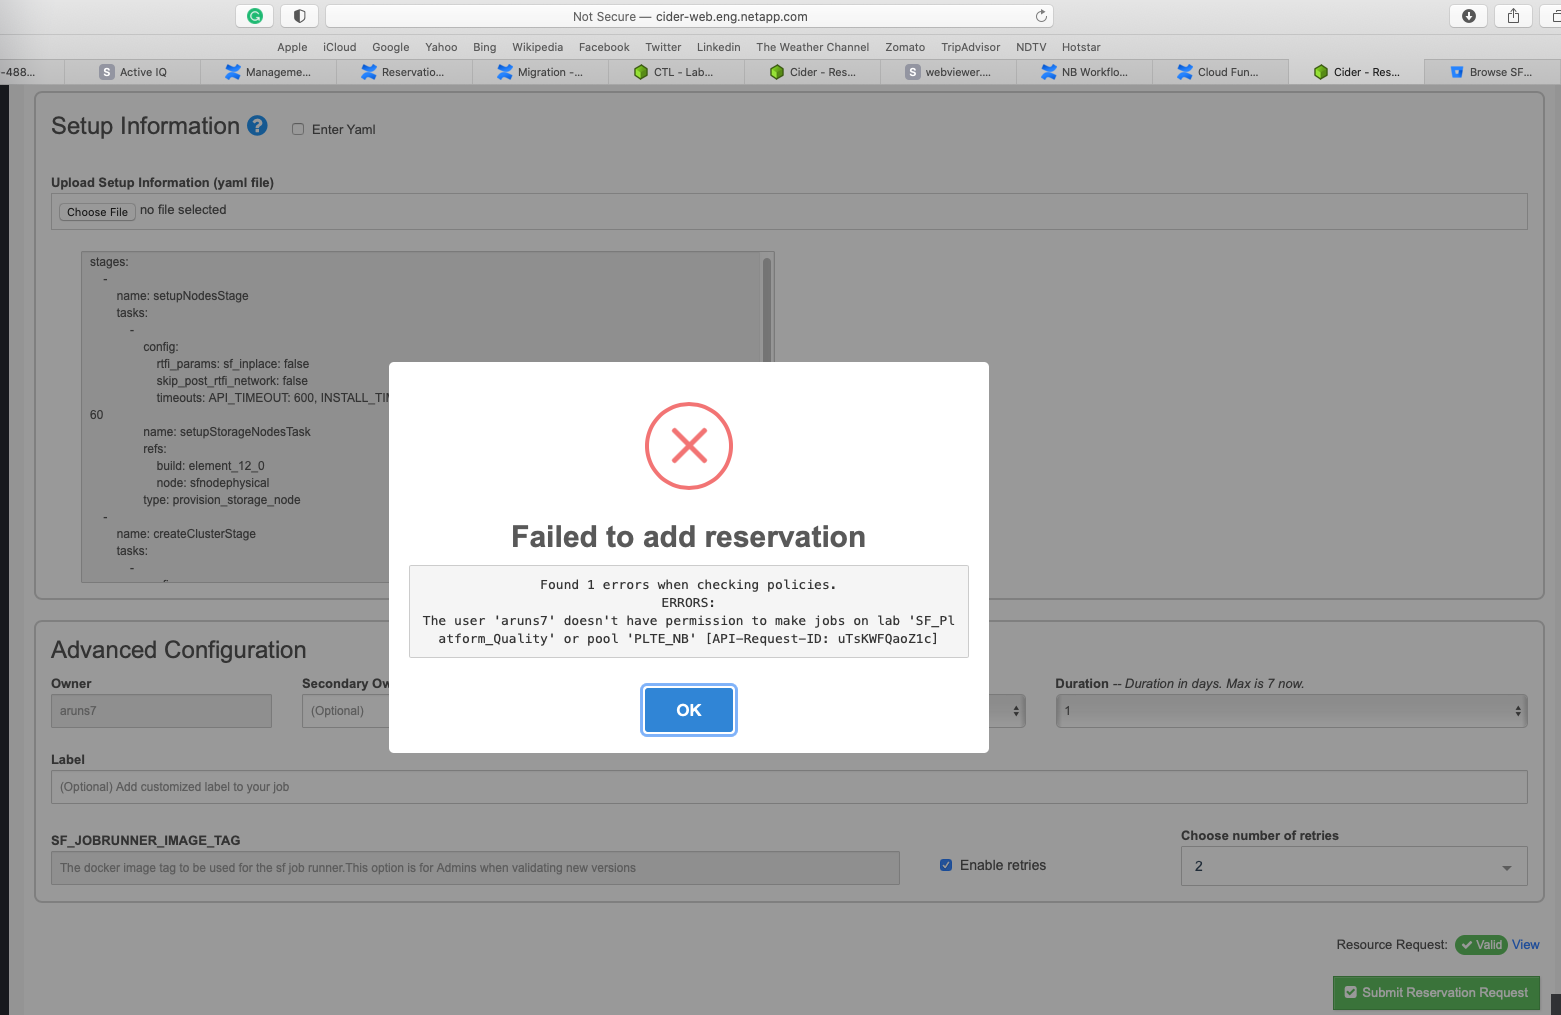 Not Secure — cider-web.eng.netapp.com
Apple iCloud Google Yahoo Bing Wikipedia Facebook Twitter Linkedin The Weather Channel Zomato TripAdvisor NDTV Hotstar
-488... S Active IQ Manageme... Reservatio... Migration -... CTL - Lab... Cider - Res... S webviewer.... NB Workflo... Cloud Fun... Cider - Res... Browse SF...
Setup Information ? Enter Yaml
Upload Setup Information (yaml file)
Choose File no file selected
stages:
-
name: setupNodesStage
tasks:
-
config:
rtfi_params: sf_inplace: false
skip_post_rtfi_network: false
timeouts: API_TIMEOUT: 600, INSTALL_TI
60
name: setupStorageNodesTask
refs:
build: element_12_0
node: sfnodephysical
type: provision_storage_node
-
name: createClusterStage
tasks:
-
Failed to add reservation
Found 1 errors when checking policies.
ERRORS:
The user 'aruns7' doesn't have permission to make jobs on lab 'SF_Pl
atform_Quality' or pool 'PLTE_NB' [API-Request-ID: uTsKWFQaoZ1c]
OK
Advanced Configuration
Owner Secondary Ow Duration -- Duration in days. Max is 7 now.
aruns7 (Optional) 1
Label
(Optional) Add customized label to your job
SF_JOBRUNNER_IMAGE_TAG Choose number of retries
The docker image tag to be used for the sf job runner.This option is for Admins when validating new versions Enable retries 2
Resource Request: Valid View
Submit Reservation Request